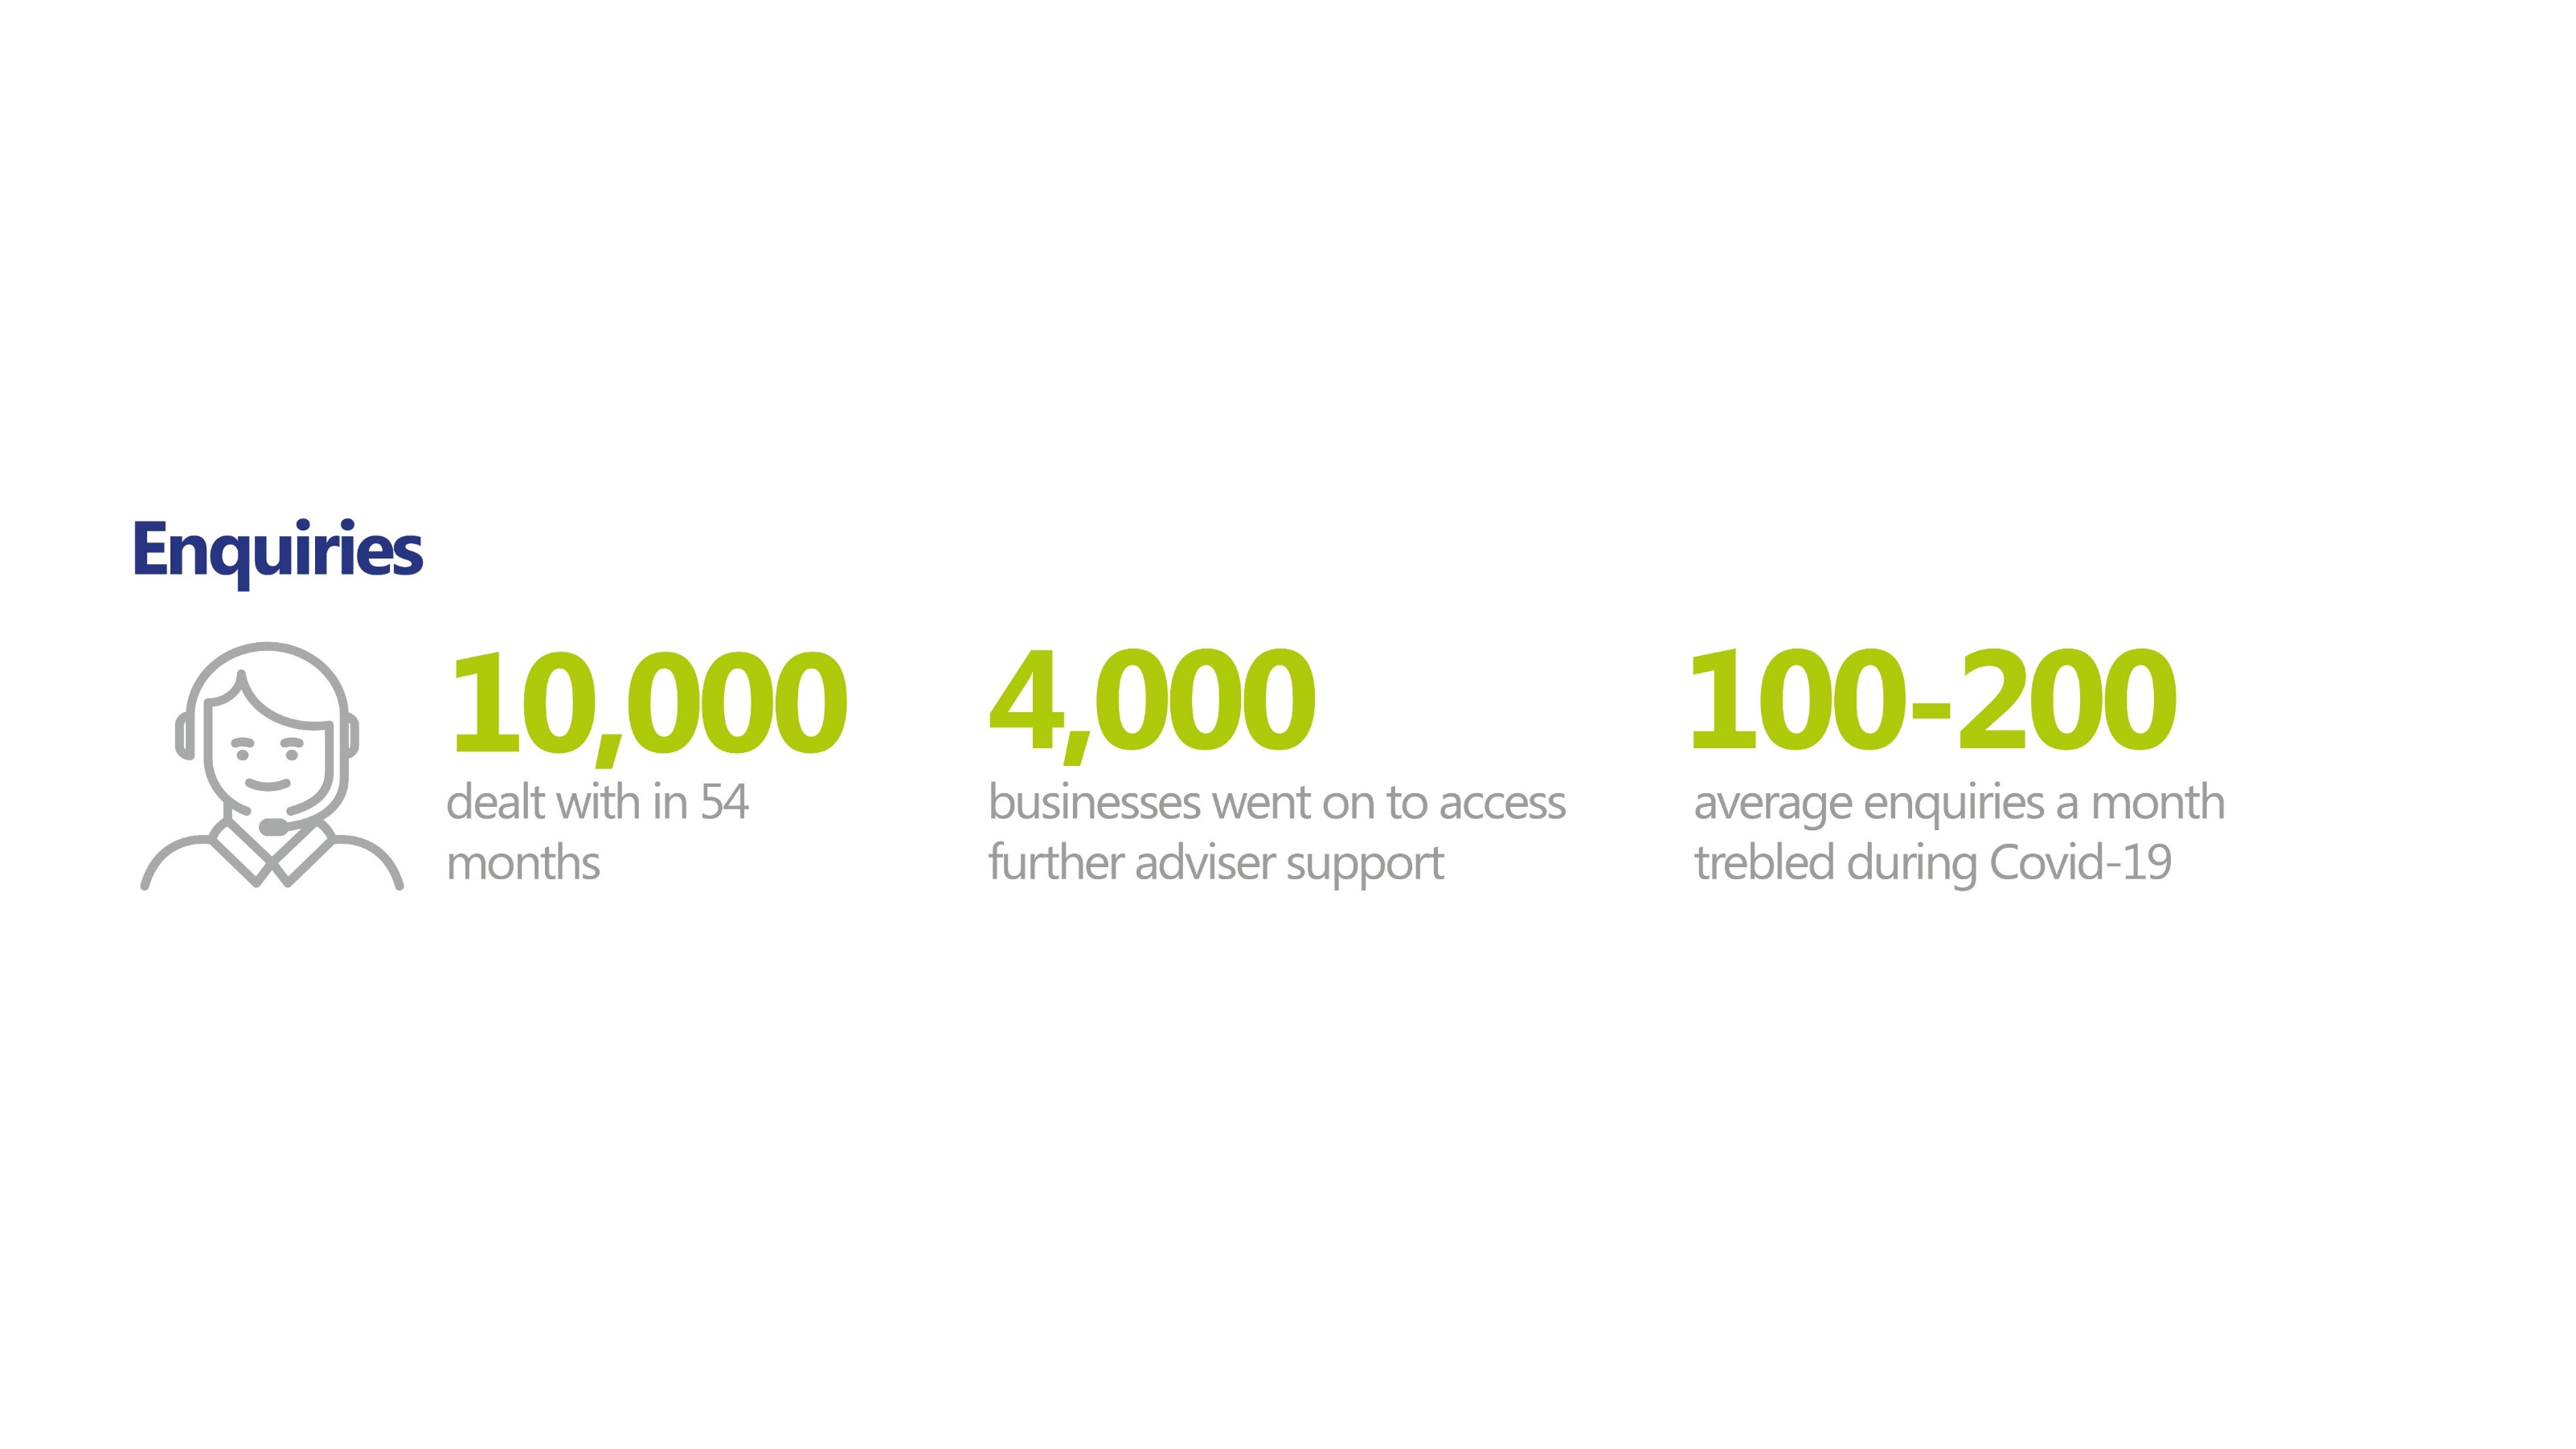 Enquiries
10,000
dealt with in 54
months
4,000
businesses went on to access
further adviser support
100-200
average enquiries a month
trebled during Covid-19